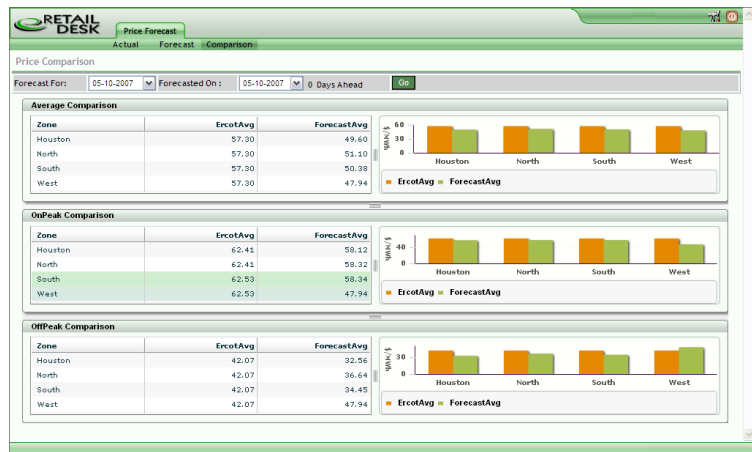 RETAIL
DESK
Price Forecast
Actual Forecast Comparison
Price Comparison
Forecast For: 05-10-2007 Forecasted On : 05-10-2007 0 Days Ahead Go
Average Comparison
Zone ErcotAvg ForecastAvg
Houston 57.30 49.60
North 57.30 51.10
South 57.30 50.38
West 57.30 47.94
$/MWh
60
30
0
Houston North South West
ErcotAvg ForecastAvg
OnPeak Comparison
Zone ErcotAvg ForecastAvg
Houston 62.41 58.12
North 62.41 58.32
South 62.53 58.34
West 62.53 47.94
$/MWh
40
0
Houston North South West
ErcotAvg ForecastAvg
OffPeak Comparison
Zone ErcotAvg ForecastAvg
Houston 42.07 32.56
North 42.07 36.64
South 42.07 34.45
West 42.07 47.94
$/MWh
30
0
Houston North South West
ErcotAvg ForecastAvg